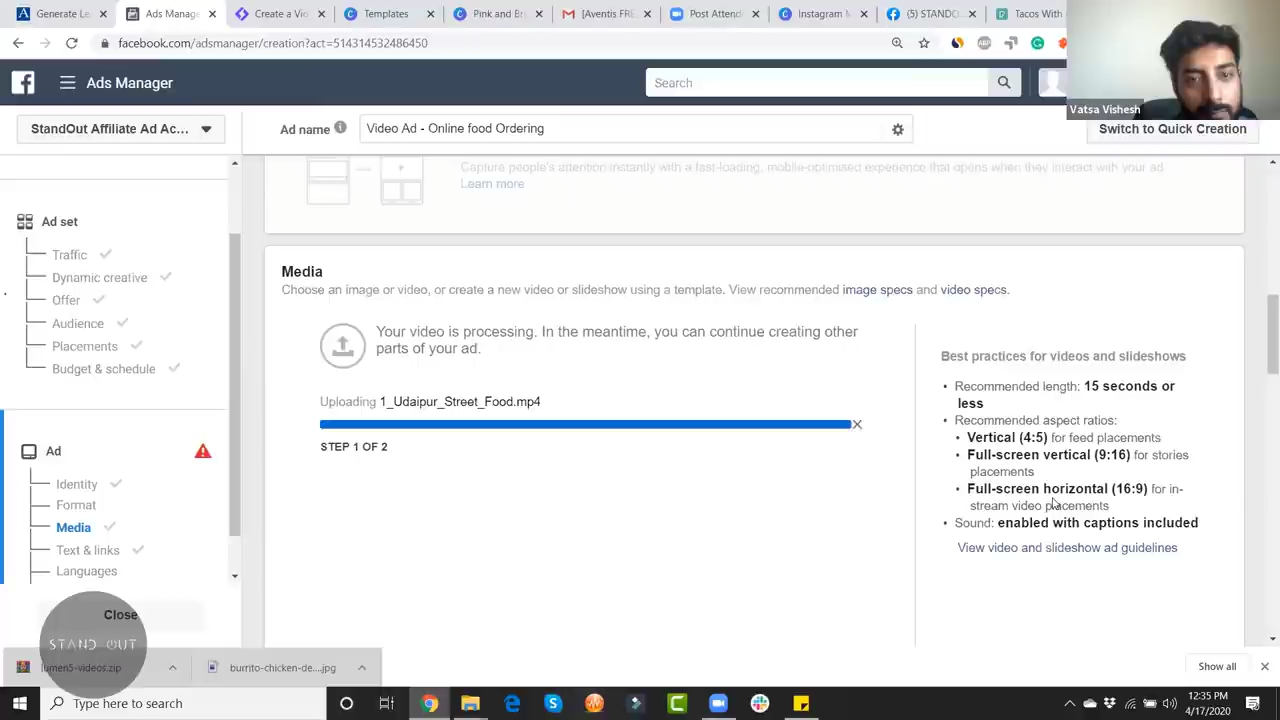 Generate Le
Ads Manager
Create a Vi
Templates
Pink and Br
[Aventis.FRE
Post Attend
Instagram M
(5) STANDC
Tacos With
facebook.com/adsmanager/creation?act=514314532486450
Ads Manager
Search
Vatsa Vishesh
StandOut Affiliate Ad Ac...
Ad name
Video Ad - Online food Ordering
Switch to Quick Creation
Capture people's attention instantly with a fast-loading, mobile-optimised experience that opens when they interact with your ad
Learn more
Ad set
Traffic
Dynamic creative
Offer
Audience
Placements
Budget & schedule
Ad
Identity
Format
Media
Text & links
Languages
Close
STAND OUT
Media
Choose an image or video, or create a new video or slideshow using a template. View recommended image specs and video specs.
Your video is processing. In the meantime, you can continue creating other
parts of your ad.
Uploading 1_Udaipur_Street_Food.mp4
STEP 1 OF 2
Best practices for videos and slideshows
• Recommended length: 15 seconds or
less
• Recommended aspect ratios:
• Vertical (4:5) for feed placements
• Full-screen vertical (9:16) for stories
placements
• Full-screen horizontal (16:9) for in-
stream video placements
• Sound: enabled with captions included
View video and slideshow ad guidelines
lumen5-videos.zip
burrito-chicken-de....jpg
Show all
Type here to search
12:35 PM
4/17/2020